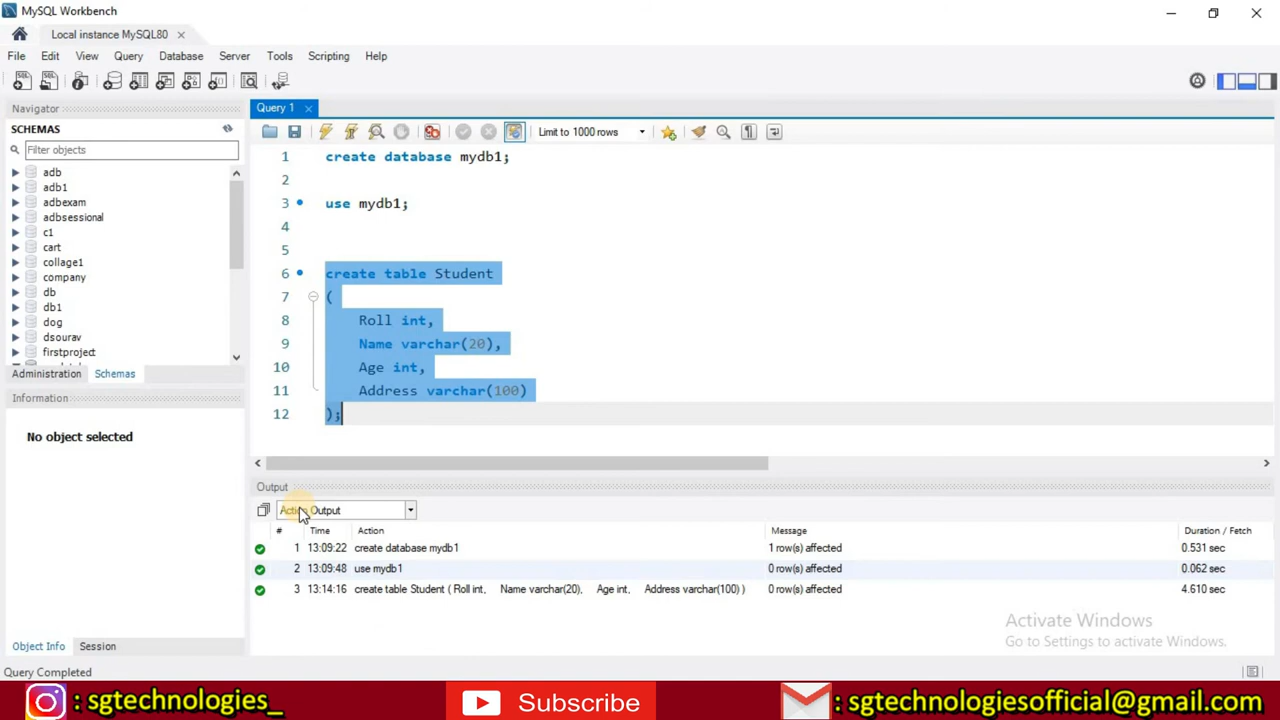 MySQL Workbench
Local instance MySQL80
File Edit View Query Database Server Tools Scripting Help
Navigator
SCHEMAS
Filter objects
adb
adb1
adbexam
adbsessional
c1
cart
collage1
company
db
db1
dog
dsourav
firstproject
Administration Schemas
Information
No object selected
Object Info Session
Query Completed
Query 1
Limit to 1000 rows
1 create database mydb1;
2
3 use mydb1;
4
5
6 create table Student
7 (
8 Roll int,
9 Name varchar(20),
10 Age int,
11 Address varchar(100)
12 );
Output
Action Output
# Time Action Message Duration / Fetch
1 13:09:22 create database mydb1 1 row(s) affected 0.531 sec
2 13:09:48 use mydb1 0 row(s) affected 0.062 sec
3 13:14:16 create table Student ( Roll int, Name varchar(20), Age int, Address varchar(100) ) 0 row(s) affected 4.610 sec
Activate Windows
Go to Settings to activate Windows.
: sgtechnologies_ Subscribe : sgtechnologiesofficial@gmail.com